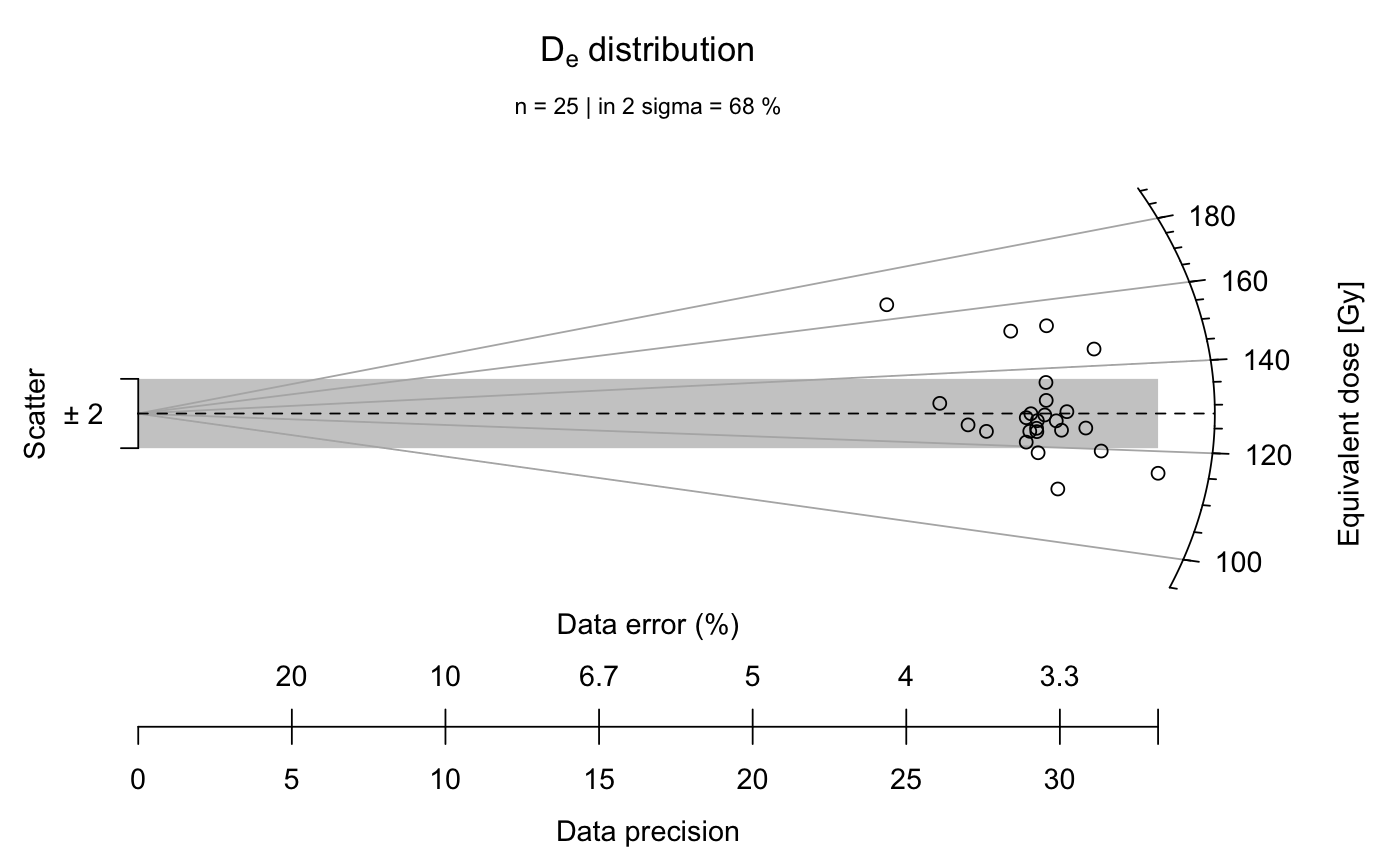 De distribution
n = 25 | in 2 sigma = 68 %
180
160
140
120
100
Equivalent dose [Gy]
Scatter
± 2
Data error (%)
20 10 6.7 5 4 3.3
0 5 10 15 20 25 30
Data precision